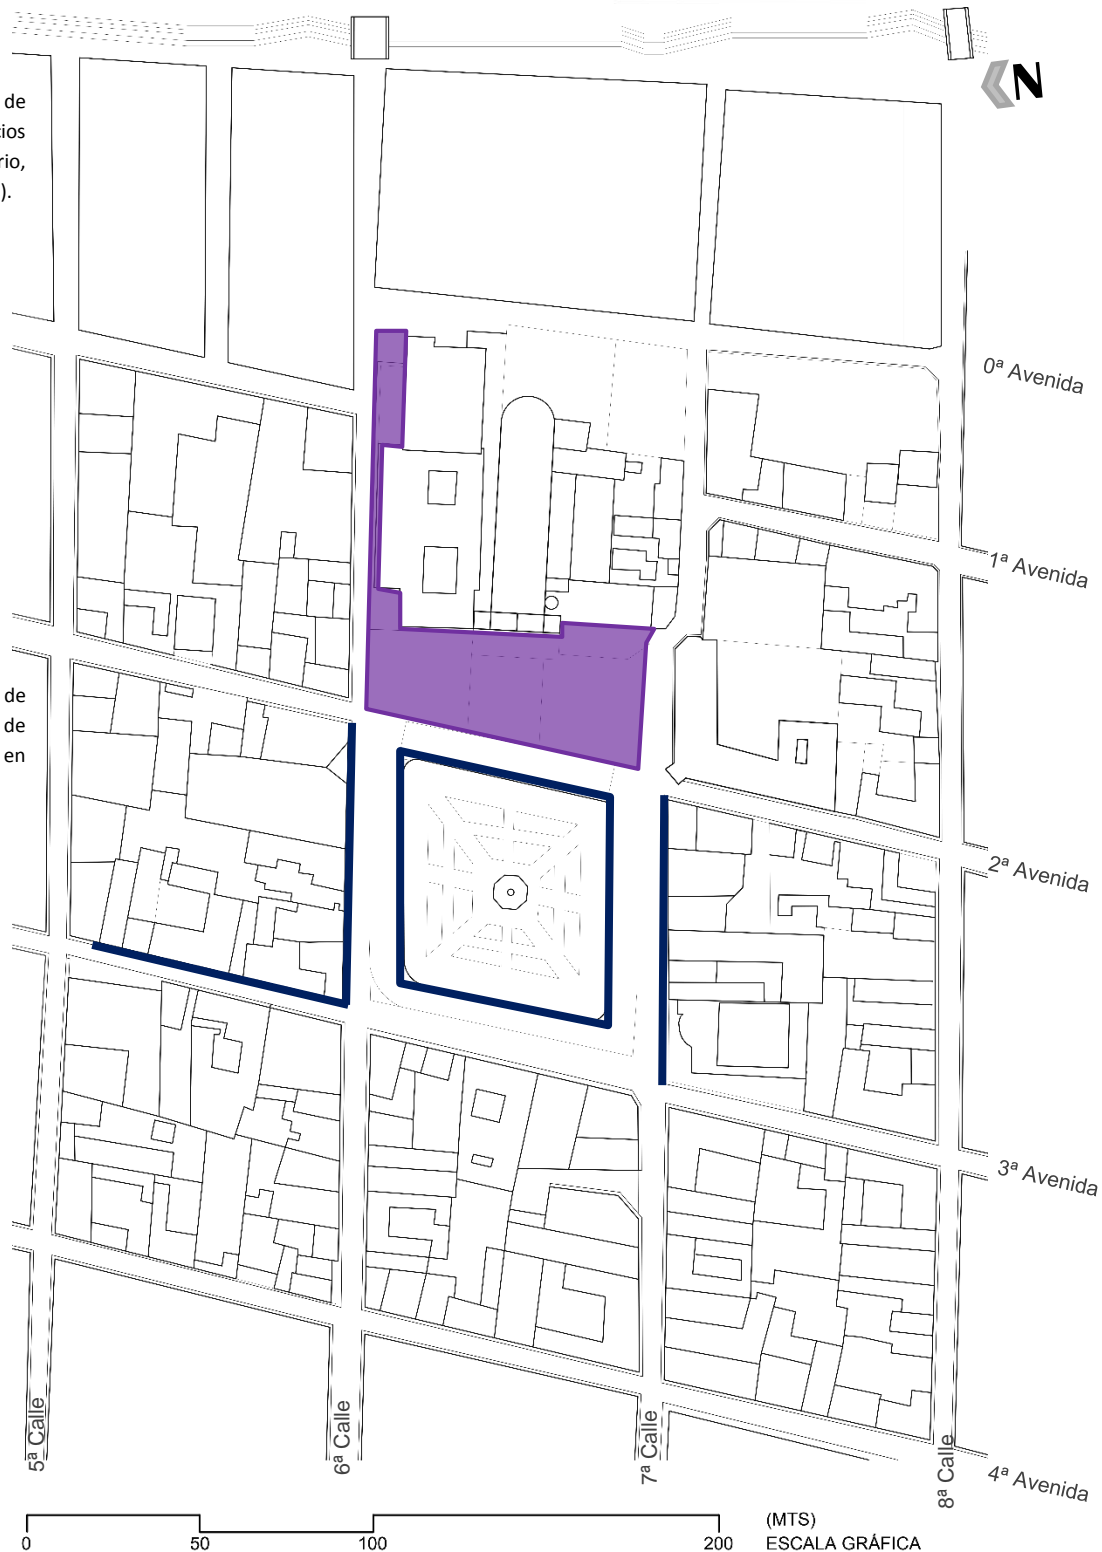 N
de
cios
rio,
).
0ª Avenida
1ª Avenida
de
de
en
2ª Avenida
3ª Avenida
4ª Avenida
5ª Calle
6ª Calle
7ª Calle
8ª Calle
(MTS)
0 50 100 200 ESCALA GRÁFICA